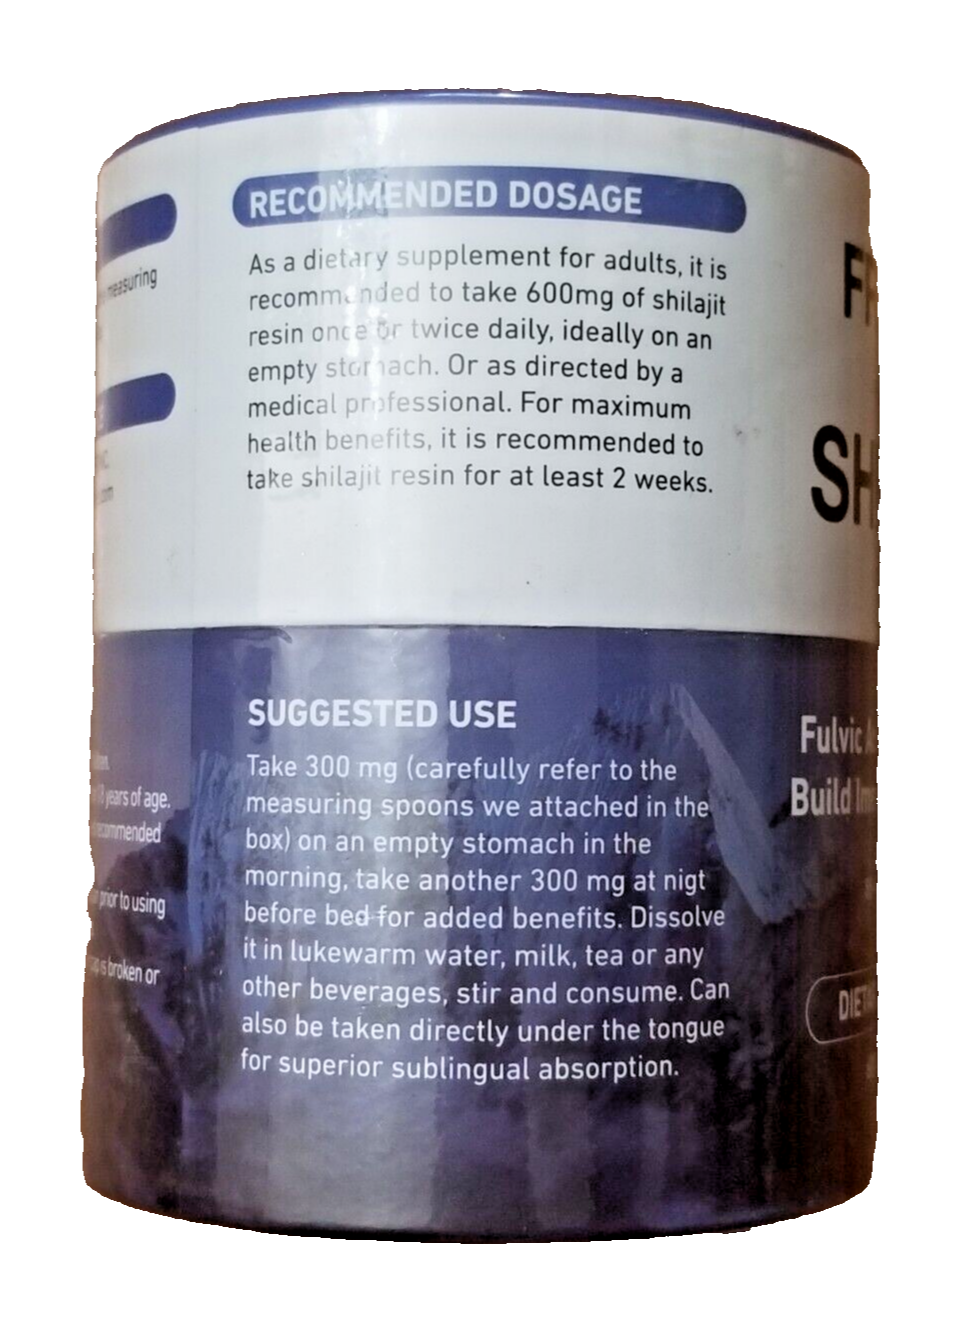 measuring
RECOMMENDED DOSAGE
As a dietary supplement for adults, it is
recommended to take 600mg of shilajit
resin once or twice daily, ideally on an
empty stomach. Or as directed by a
medical professional. For maximum
health benefits, it is recommended to
take shilajit resin for at least 2 weeks.
SH
years of age.
recommended
prior to using
is broken or
SUGGESTED USE
Take 300 mg (carefully refer to the
measuring spoons we attached in the
box) on an empty stomach in the
morning, take another 300 mg at nigt
before bed for added benefits. Dissolve
it in lukewarm water, milk, tea or any
other beverages, stir and consume. Can
also be taken directly under the tongue
for superior sublingual absorption.
Fulvic
Build
DIET